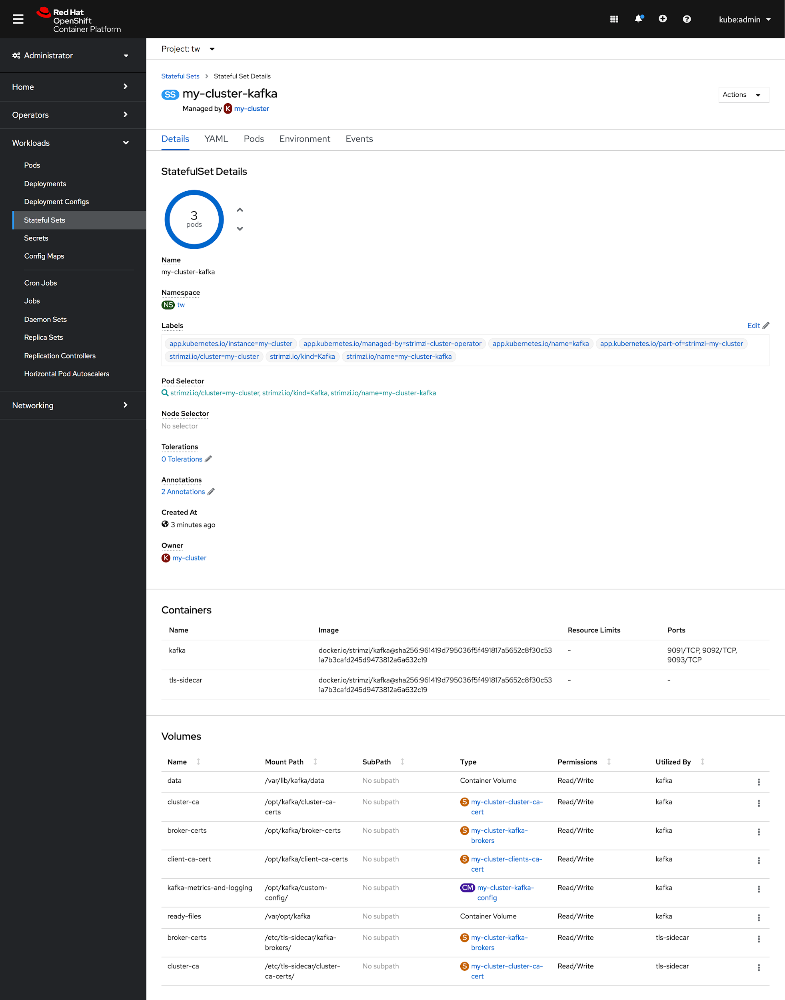 Red Hat
OpenShift
Container Platform
kube:admin
Administrator
Home
Operators
Workloads
Pods
Deployments
Deployment Configs
Stateful Sets
Secrets
Config Maps
Cron Jobs
Jobs
Daemon Sets
Replica Sets
Replication Controllers
Horizontal Pod Autoscalers
Networking
Project: tw
Stateful Sets > Stateful Set Details
SS my-cluster-kafka
Managed by K my-cluster
Actions
Details YAML Pods Environment Events
StatefulSet Details
3
pods
Name
my-cluster-kafka
Namespace
NS tw
Labels Edit
app.kubernetes.io/instance=my-cluster app.kubernetes.io/managed-by=strimzi-cluster-operator app.kubernetes.io/name=kafka app.kubernetes.io/part-of=strimzi-my-cluster
strimzi.io/cluster=my-cluster strimzi.io/kind=Kafka strimzi.io/name=my-cluster-kafka
Pod Selector
strimzi.io/cluster=my-cluster, strimzi.io/kind=Kafka, strimzi.io/name=my-cluster-kafka
Node Selector
No selector
Tolerations
0 Tolerations
Annotations
2 Annotations
Created At
3 minutes ago
Owner
K my-cluster
Containers
Name Image Resource Limits Ports
kafka docker.io/strimzi/kafka@sha256:961419d795036f5f491817a5652c8f30c53 - 9091/TCP, 9092/TCP,
1a7b3cafd245d9473812a6a632c19 9093/TCP
tls-sidecar docker.io/strimzi/kafka@sha256:961419d795036f5f491817a5652c8f30c53 - -
1a7b3cafd245d9473812a6a632c19
Volumes
Name Mount Path SubPath Type Permissions Utilized By
data /var/lib/kafka/data No subpath Container Volume Read/Write kafka
cluster-ca /opt/kafka/cluster-ca- No subpath S my-cluster-cluster-ca- Read/Write kafka
certs cert
broker-certs /opt/kafka/broker-certs No subpath S my-cluster-kafka- Read/Write kafka
brokers
client-ca-cert /opt/kafka/client-ca-certs No subpath S my-cluster-clients-ca- Read/Write kafka
cert
kafka-metrics-and-logging /opt/kafka/custom- No subpath CM my-cluster-kafka- Read/Write kafka
config/ config
ready-files /var/opt/kafka No subpath Container Volume Read/Write kafka
broker-certs /etc/tls-sidecar/kafka- No subpath S my-cluster-kafka- Read/Write tls-sidecar
brokers/ brokers
cluster-ca /etc/tls-sidecar/cluster- No subpath S my-cluster-cluster-ca- Read/Write tls-sidecar
ca-certs/ cert